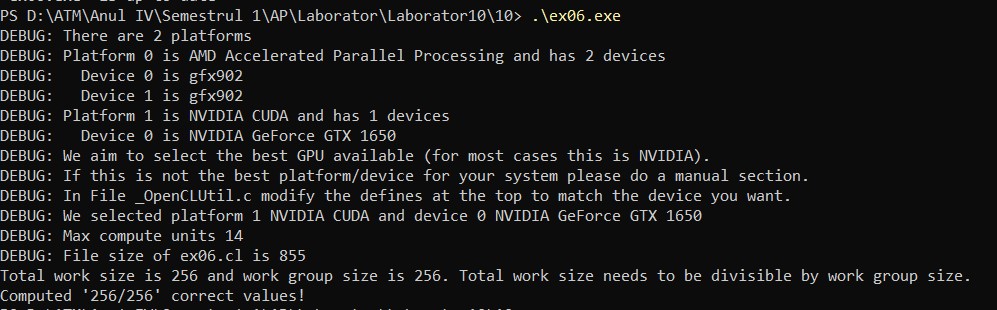 PS D:\ATM\Anul IV\Semestrul 1\AP\Laborator\Laborator10\10> .\ex06.exe
DEBUG: There are 2 platforms
DEBUG: Platform 0 is AMD Accelerated Parallel Processing and has 2 devices
DEBUG:   Device 0 is gfx902
DEBUG:   Device 1 is gfx902
DEBUG: Platform 1 is NVIDIA CUDA and has 1 devices
DEBUG:   Device 0 is NVIDIA GeForce GTX 1650
DEBUG: We aim to select the best GPU available (for most cases this is NVIDIA).
DEBUG: If this is not the best platform/device for your system please do a manual section.
DEBUG: In File _OpenCLUtil.c modify the defines at the top to match the device you want.
DEBUG: We selected platform 1 NVIDIA CUDA and device 0 NVIDIA GeForce GTX 1650
DEBUG: Max compute units 14
DEBUG: File size of ex06.cl is 855
Total work size is 256 and work group size is 256. Total work size needs to be divisible by work group size.
Computed '256/256' correct values!